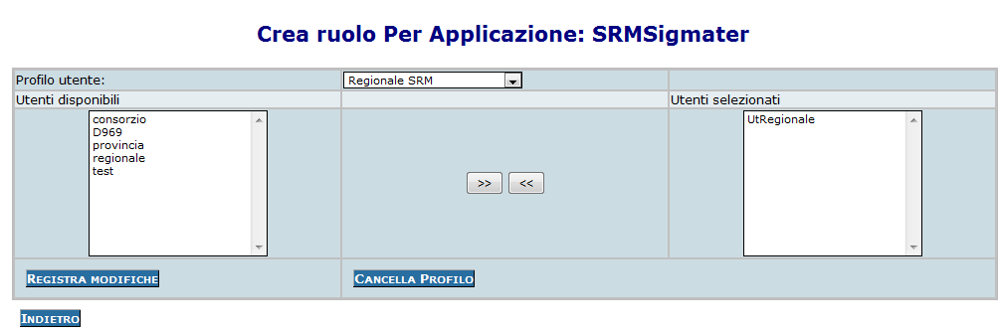 Crea ruolo Per Applicazione: SRMSigmater
Profilo utente:
Regionale SRM
Utenti disponibili
Utenti selezionati
consorzio
D969
provincia
regionale
test
>>
<<
UtRegionale
REGISTRA MODIFICHE
CANCELLA PROFILO
INDIETRO